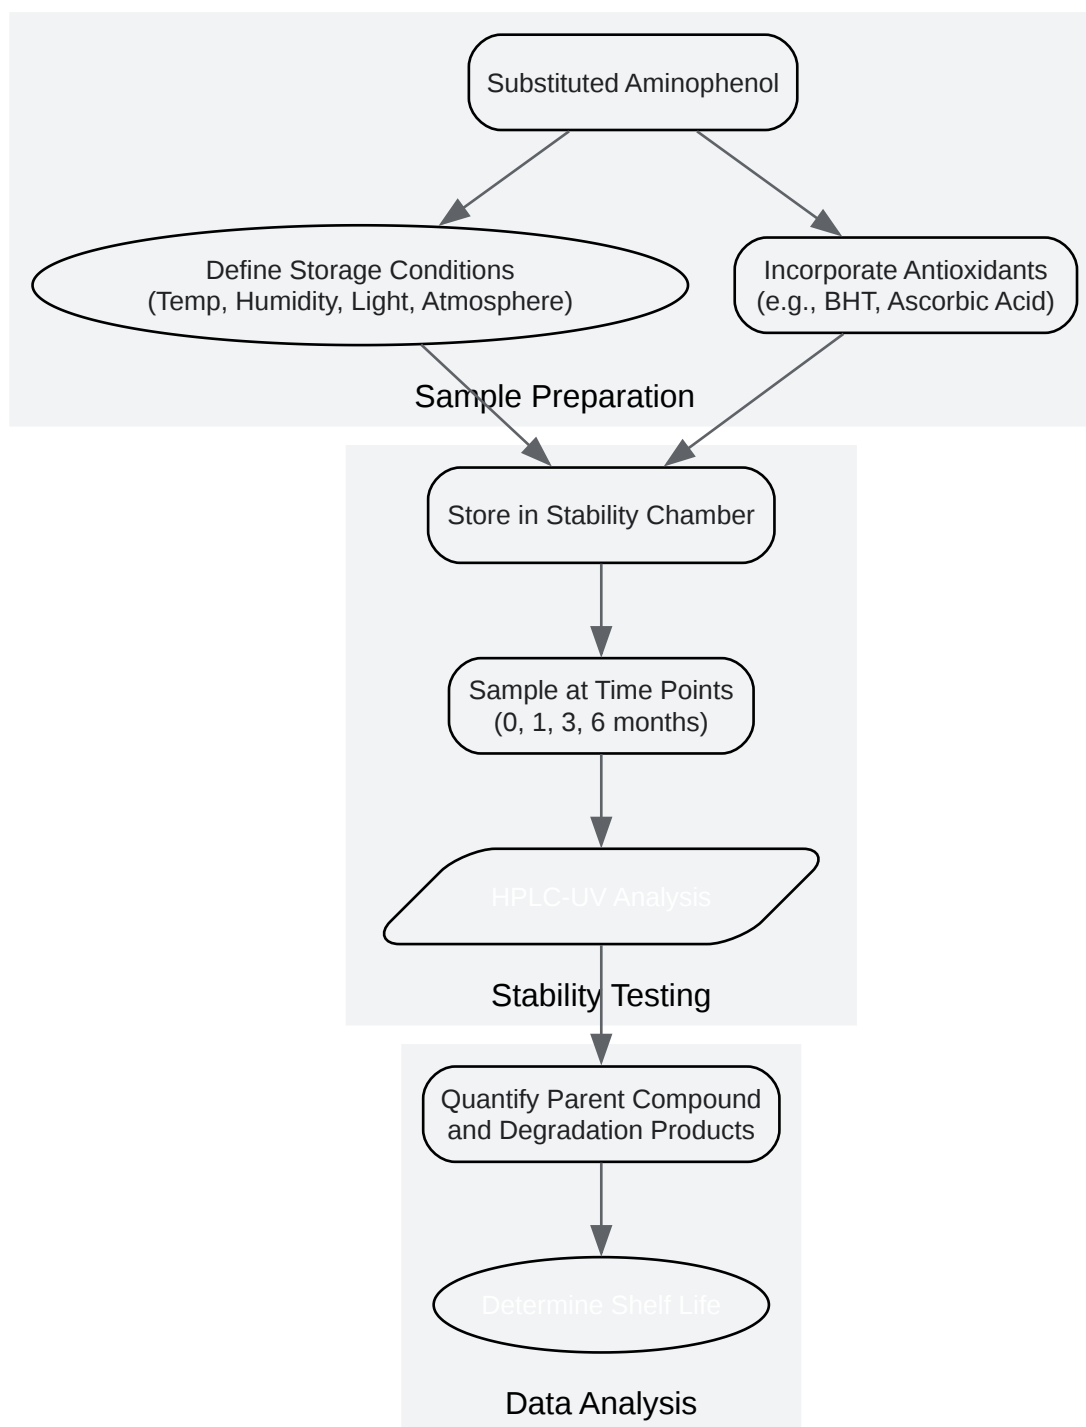 Substituted Aminophenol
Define Storage Conditions
(Temp, Humidity, Light, Atmosphere)
Incorporate Antioxidants
(e.g., BHT, Ascorbic Acid)
Sample Preparation
Store in Stability Chamber
Sample at Time Points
(0, 1, 3, 6 months)
HPLC-UV Analysis
Stability Testing
Quantify Parent Compound
and Degradation Products
Determine Shelf Life
Data Analysis